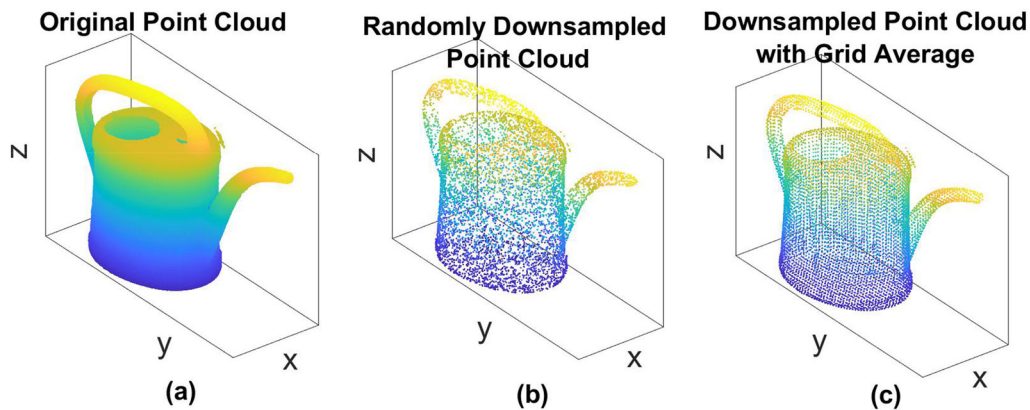 Original Point Cloud
Randomly Downsampled
Point Cloud
Downsampled Point Cloud
with Grid Average
z
y
x
(a)
z
y
x
(b)
z
y
x
(c)